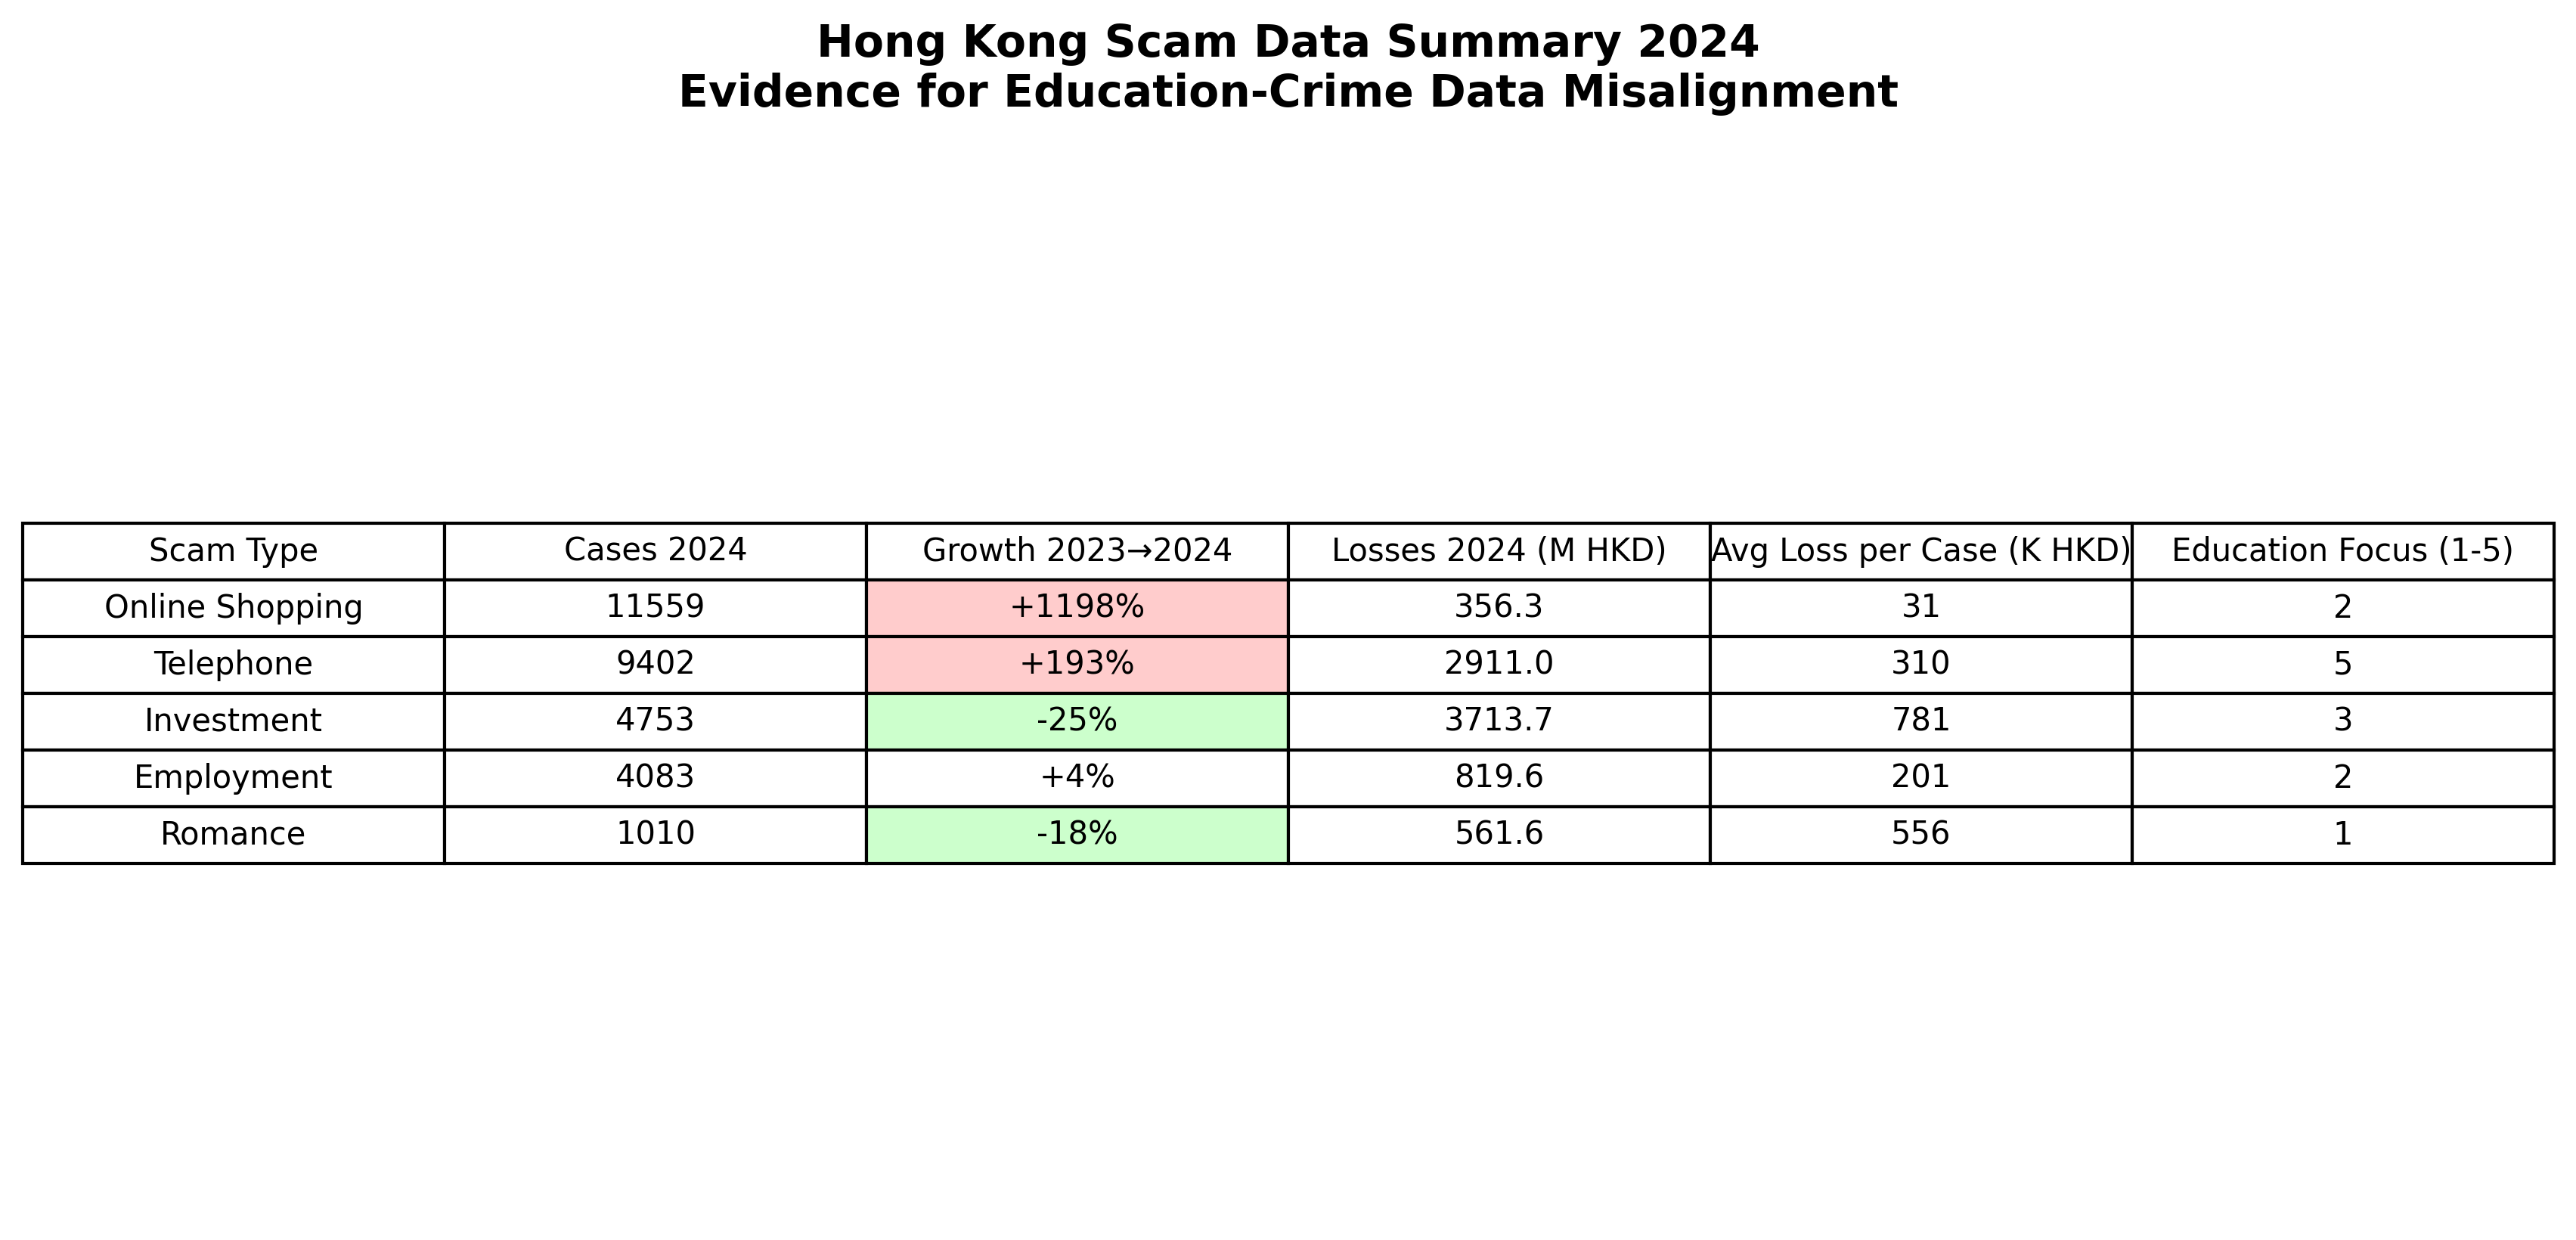 Hong Kong Scam Data Summary 2024
Evidence for Education-Crime Data Misalignment
Scam Type Cases 2024 Growth 2023→2024 Losses 2024 (M HKD) Avg Loss per Case (K HKD) Education Focus (1-5)
Online Shopping 11559 +1198% 356.3 31 2
Telephone 9402 +193% 2911.0 310 5
Investment 4753 -25% 3713.7 781 3
Employment 4083 +4% 819.6 201 2
Romance 1010 -18% 561.6 556 1